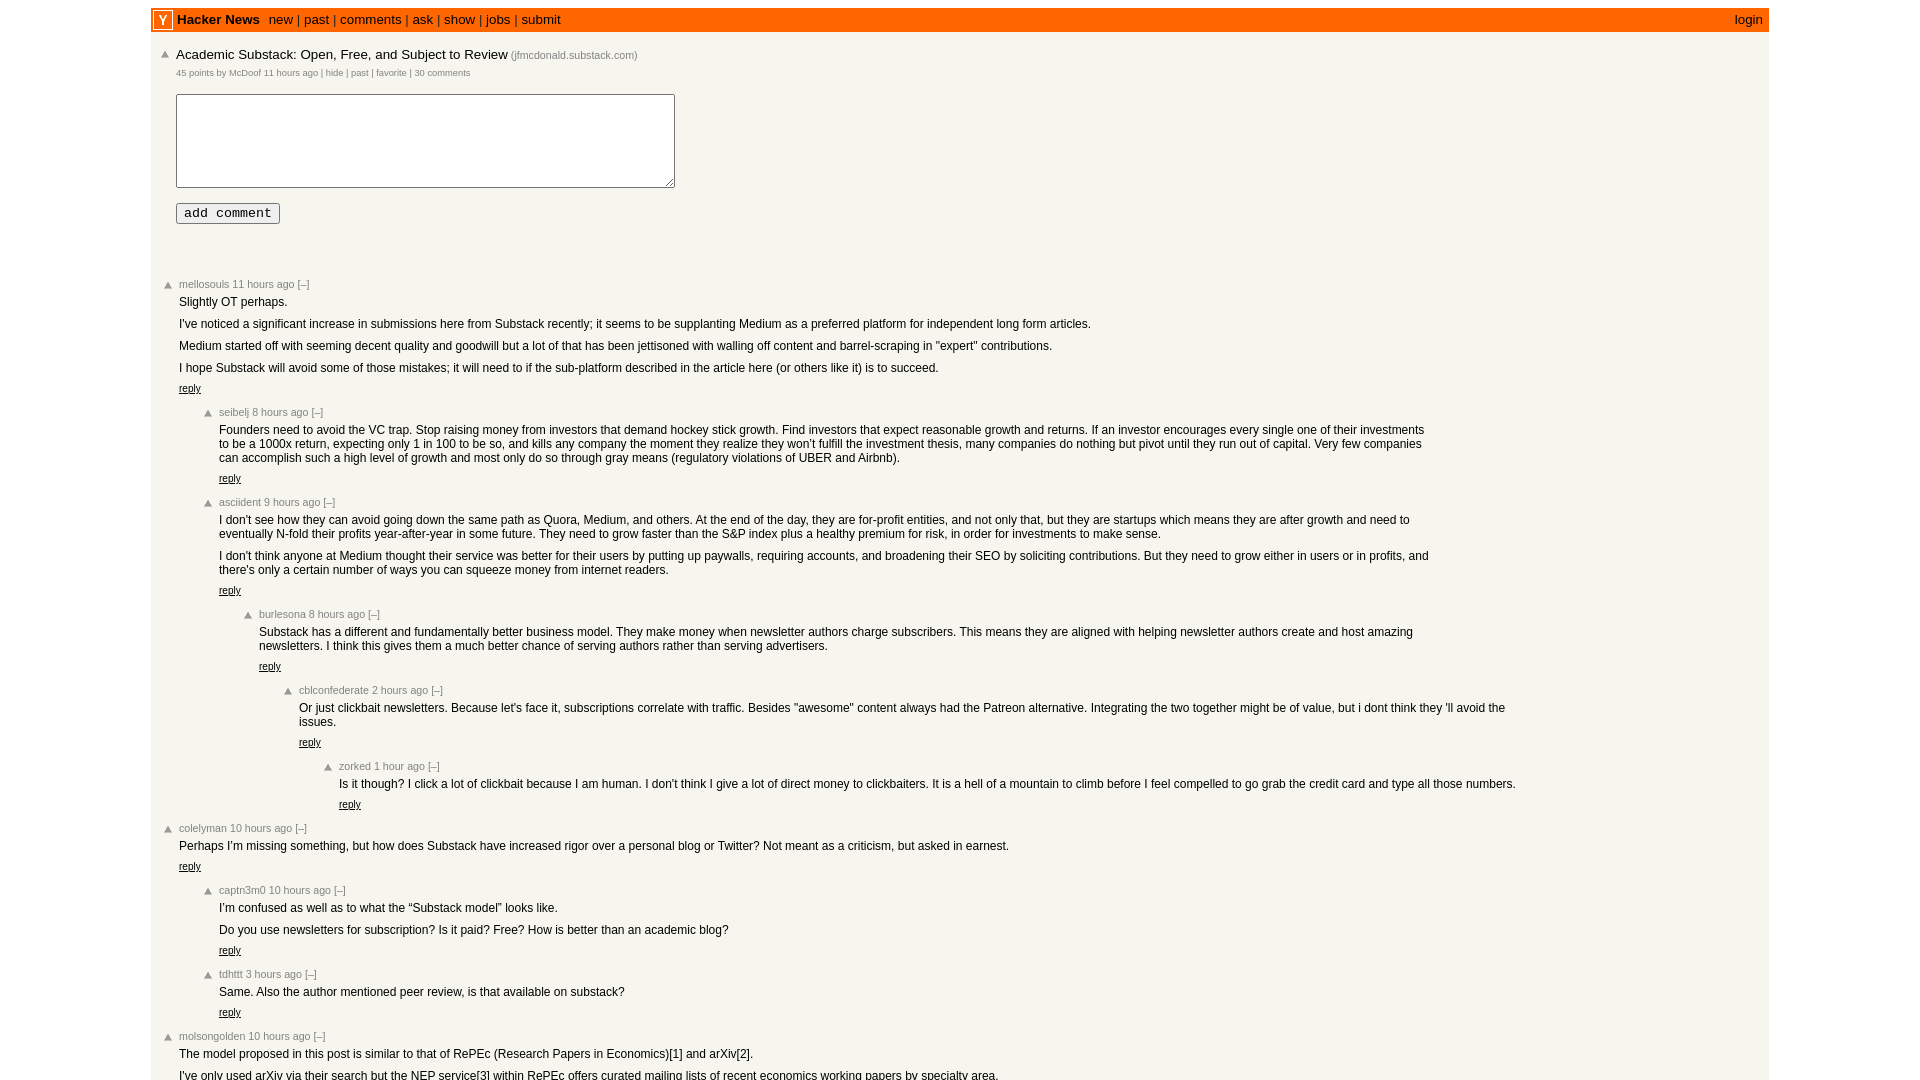 Y Hacker News new | past | comments | ask | show | jobs | submit login
Academic Substack: Open, Free, and Subject to Review (jfmcdonald.substack.com)
45 points by McDoof 11 hours ago | hide | past | favorite | 30 comments
add comment
mellosouls 11 hours ago [–]
Slightly OT perhaps.
I've noticed a significant increase in submissions here from Substack recently; it seems to be supplanting Medium as a preferred platform for independent long form articles.
Medium started off with seeming decent quality and goodwill but a lot of that has been jettisoned with walling off content and barrel-scraping in "expert" contributions.
I hope Substack will avoid some of those mistakes; it will need to if the sub-platform described in the article here (or others like it) is to succeed.
reply
seibelj 8 hours ago [–]
Founders need to avoid the VC trap. Stop raising money from investors that demand hockey stick growth. Find investors that expect reasonable growth and returns. If an investor encourages every single one of their investments
to be a 1000x return, expecting only 1 in 100 to be so, and kills any company the moment they realize they won’t fulfill the investment thesis, many companies do nothing but pivot until they run out of capital. Very few companies
can accomplish such a high level of growth and most only do so through gray means (regulatory violations of UBER and Airbnb).
reply
asciident 9 hours ago [–]
I don't see how they can avoid going down the same path as Quora, Medium, and others. At the end of the day, they are for-profit entities, and not only that, but they are startups which means they are after growth and need to
eventually N-fold their profits year-after-year in some future. They need to grow faster than the S&P index plus a healthy premium for risk, in order for investments to make sense.
I don't think anyone at Medium thought their service was better for their users by putting up paywalls, requiring accounts, and broadening their SEO by soliciting contributions. But they need to grow either in users or in profits, and
there's only a certain number of ways you can squeeze money from internet readers.
reply
burlesona 8 hours ago [–]
Substack has a different and fundamentally better business model. They make money when newsletter authors charge subscribers. This means they are aligned with helping newsletter authors create and host amazing
newsletters. I think this gives them a much better chance of serving authors rather than serving advertisers.
reply
cblconfederate 2 hours ago [–]
Or just clickbait newsletters. Because let's face it, subscriptions correlate with traffic. Besides "awesome" content always had the Patreon alternative. Integrating the two together might be of value, but i dont think they 'll avoid the
issues.
reply
zorked 1 hour ago [–]
Is it though? I click a lot of clickbait because I am human. I don't think I give a lot of direct money to clickbaiters. It is a hell of a mountain to climb before I feel compelled to go grab the credit card and type all those numbers.
reply
colelyman 10 hours ago [–]
Perhaps I’m missing something, but how does Substack have increased rigor over a personal blog or Twitter? Not meant as a criticism, but asked in earnest.
reply
captn3m0 10 hours ago [–]
I’m confused as well as to what the “Substack model” looks like.
Do you use newsletters for subscription? Is it paid? Free? How is better than an academic blog?
reply
tdhttt 3 hours ago [–]
Same. Also the author mentioned peer review, is that available on substack?
reply
molsongolden 10 hours ago [–]
The model proposed in this post is similar to that of RePEc (Research Papers in Economics)[1] and arXiv[2].
I've only used arXiv via their search but the NEP service[3] within RePEc offers curated mailing lists of recent economics working papers by specialty area.